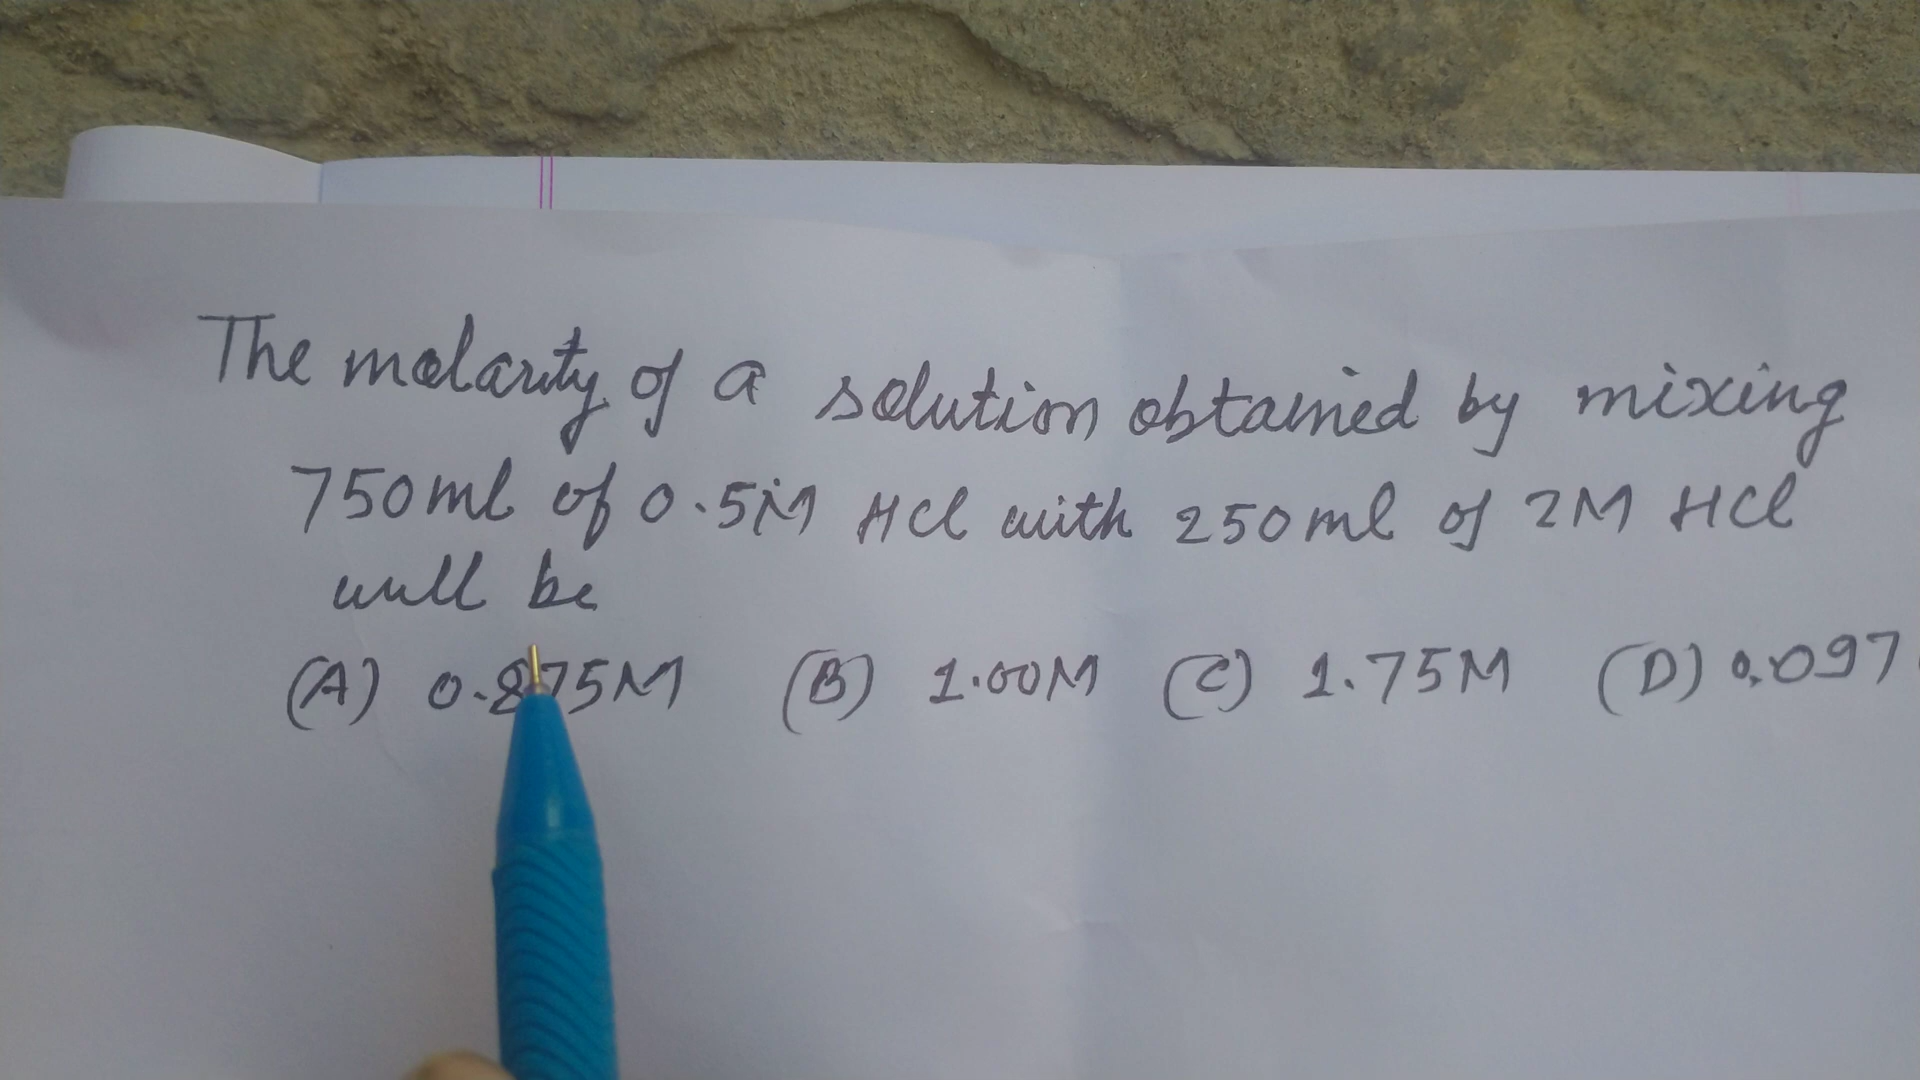 The molarity of a solution obtained by mixing
750ml of 0.5M HCl with 250ml of 2M HCl
will be
(A) 0.875M (B) 1.00M (C) 1.75M (D) 0.097